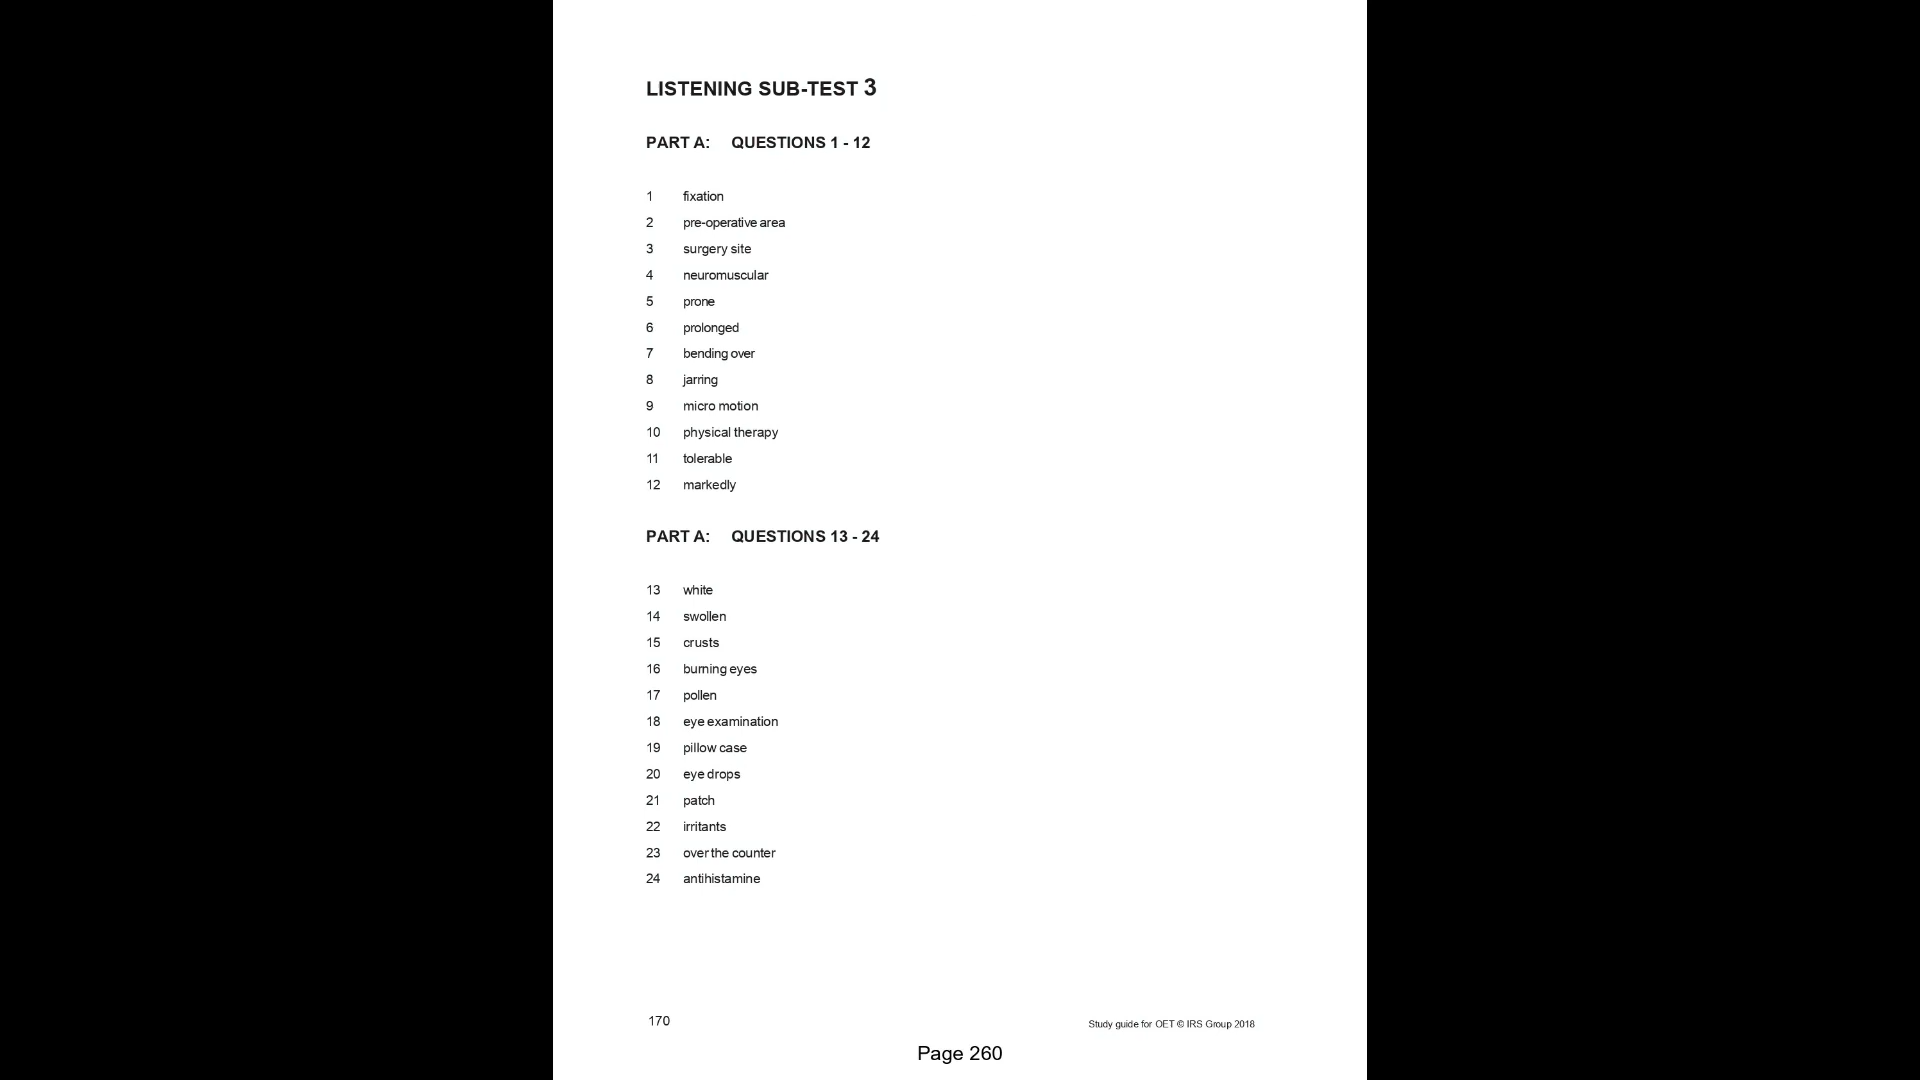 LISTENING SUB-TEST 3
PART A: QUESTIONS 1 - 12
1 fixation
2 pre-operative area
3 surgery site
4 neuromuscular
5 prone
6 prolonged
7 bending over
8 jarring
9 micro motion
10 physical therapy
11 tolerable
12 markedly
PART A: QUESTIONS 13 - 24
13 white
14 swollen
15 crusts
16 burning eyes
17 pollen
18 eye examination
19 pillow case
20 eye drops
21 patch
22 irritants
23 over the counter
24 antihistamine
170 Study guide for OET © IRS Group 2018
Page 260